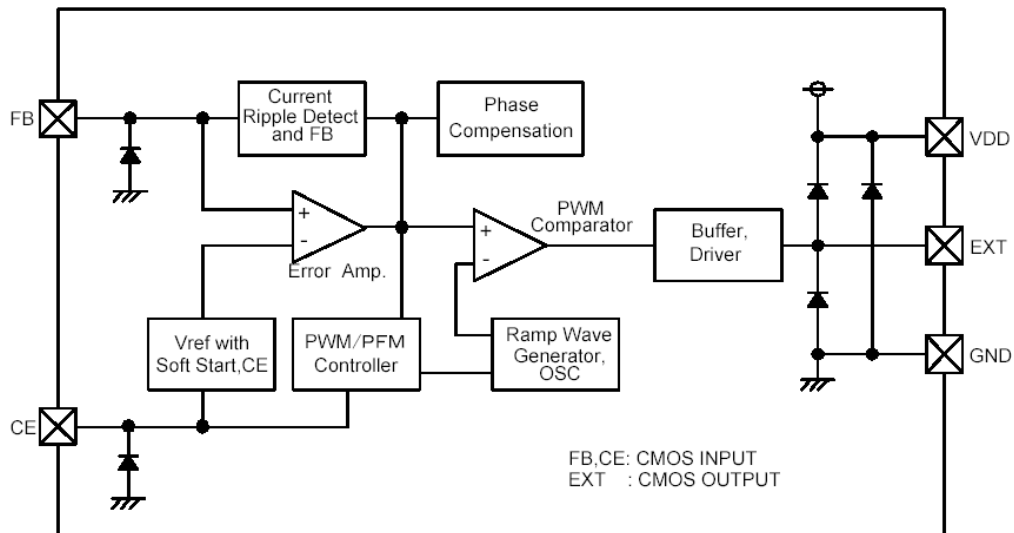 FB
Current
Ripple Detect
and FB
Phase
Compensation
VDD
+
-
Error Amp.
+
-
PWM
Comparator
Buffer,
Driver
EXT
Vref with
Soft Start,CE
PWM/PFM
Controller
Ramp Wave
Generator,
OSC
GND
CE
FB,CE: CMOS INPUT
EXT : CMOS OUTPUT